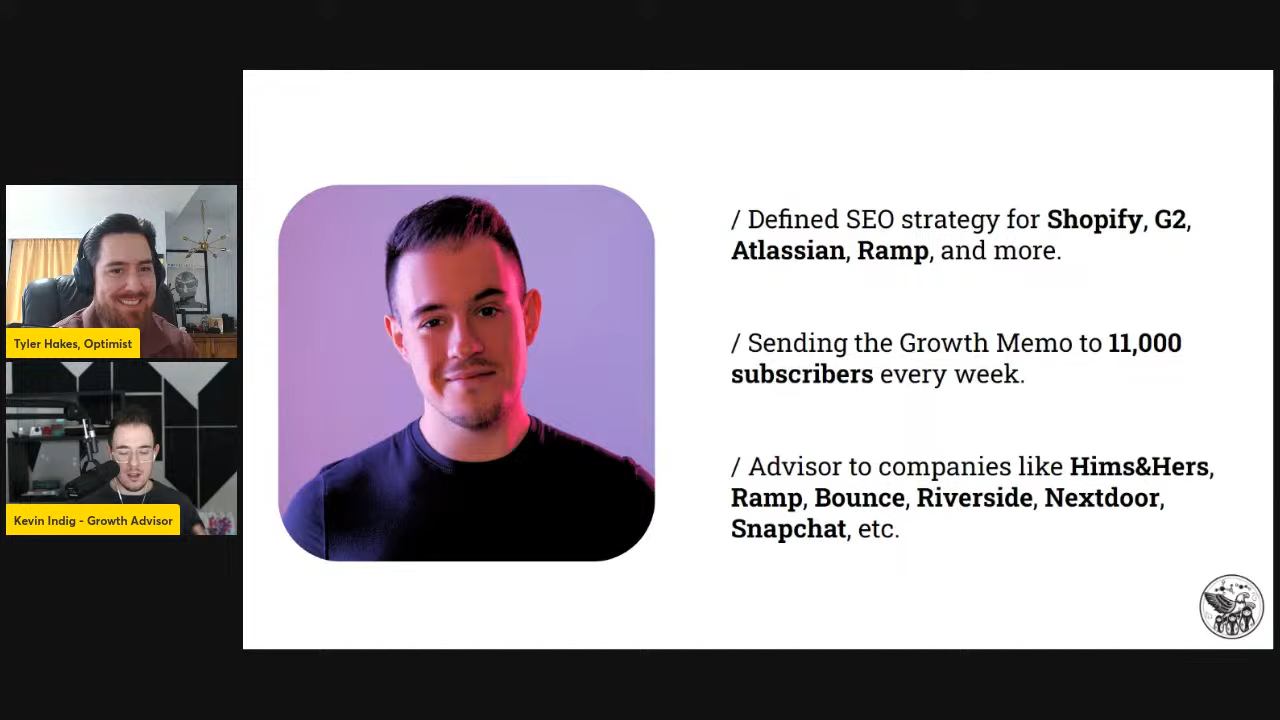 Tyler Hakes, Optimist
Kevin Indig - Growth Advisor
/ Defined SEO strategy for Shopify, G2,
Atlassian, Ramp, and more.
/ Sending the Growth Memo to 11,000
subscribers every week.
/ Advisor to companies like Hims&Hers,
Ramp, Bounce, Riverside, Nextdoor,
Snapchat, etc.